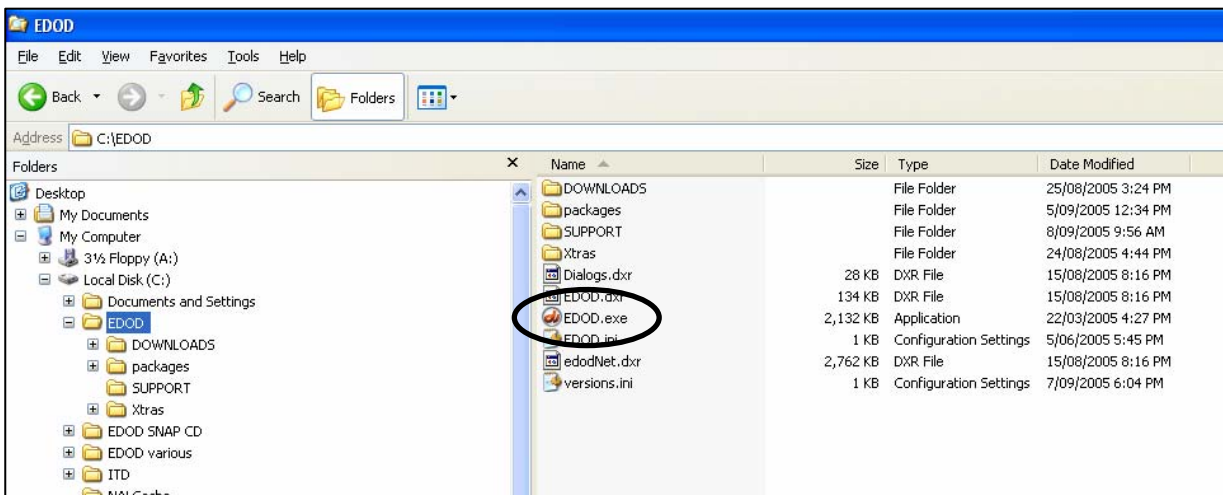 EDOD
File Edit View Favorites Tools Help
Back Search Folders
Address C:\EDOD
Folders
Desktop
My Documents
My Computer
3½ Floppy (A:)
Local Disk (C:)
Documents and Settings
EDOD
DOWNLOADS
packages
SUPPORT
Xtras
EDOD SNAP CD
EDOD various
ITD
Name Size Type Date Modified
DOWNLOADS File Folder 25/08/2005 3:24 PM
packages File Folder 5/09/2005 12:34 PM
SUPPORT File Folder 8/09/2005 9:56 AM
Xtras File Folder 24/08/2005 4:44 PM
Dialogs.dxr 28 KB DXR File 15/08/2005 8:16 PM
EDOD.dxr 134 KB DXR File 15/08/2005 8:16 PM
EDOD.exe 2,132 KB Application 22/03/2005 4:27 PM
EDOD.ini 1 KB Configuration Settings 5/06/2005 5:45 PM
edodNet.dxr 2,762 KB DXR File 15/08/2005 8:16 PM
versions.ini 1 KB Configuration Settings 7/09/2005 6:04 PM